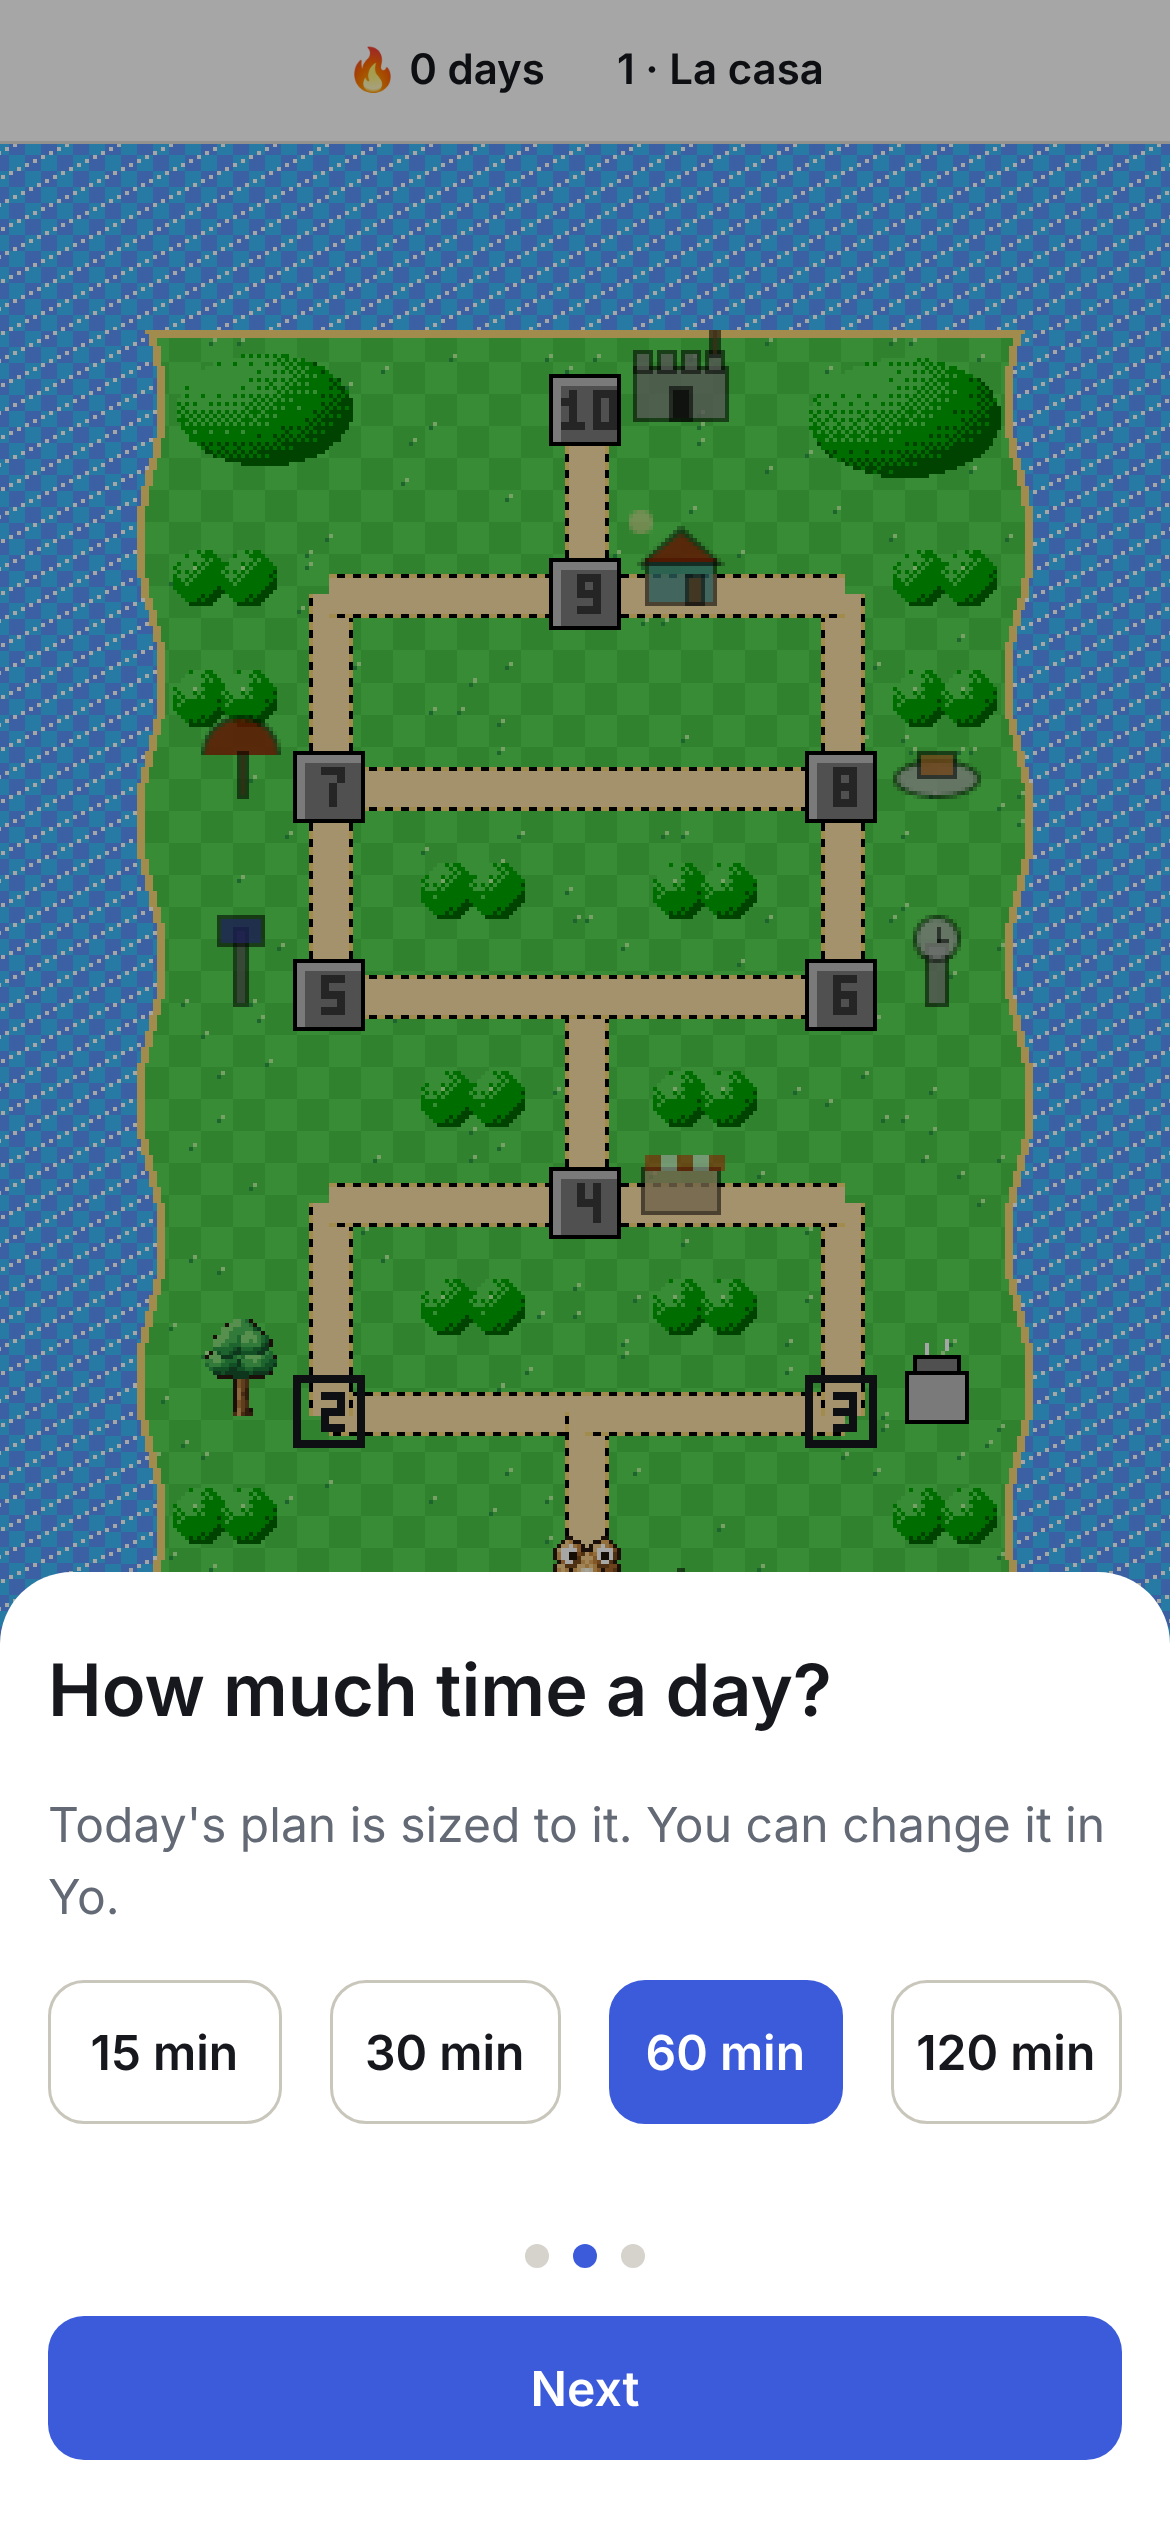 🔥 0 days 1 · La casa
10
9
7 8
5 6
4
2 3
How much time a day?
Today's plan is sized to it. You can change it in
Yo.
15 min 30 min 60 min 120 min
Next